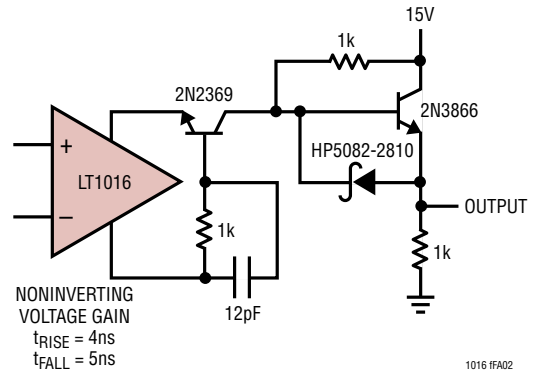 15V
1k
2N2369
2N3866
HP5082-2810
+
LT1016
–
OUTPUT
1k
1k
12pF
NONINVERTING
VOLTAGE GAIN
tRISE = 4ns
tFALL = 5ns
1016 fFA02